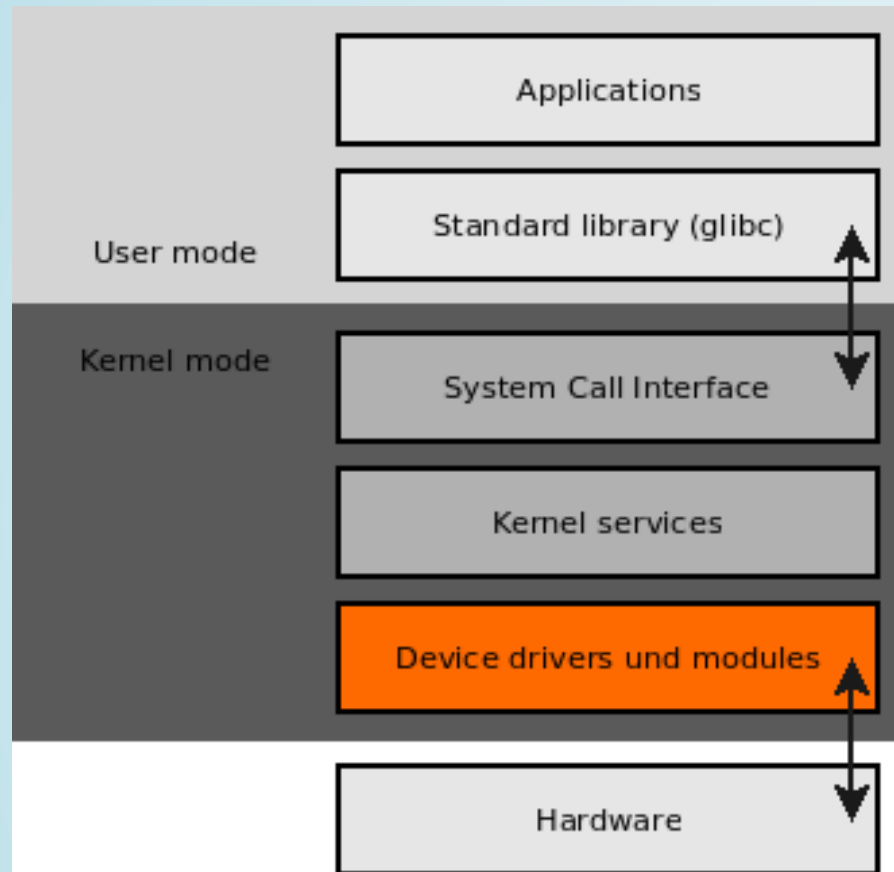 Applications
Standard library (glibc)
User mode
Kernel mode
System Call Interface
Kernel services
Device drivers und modules
Hardware